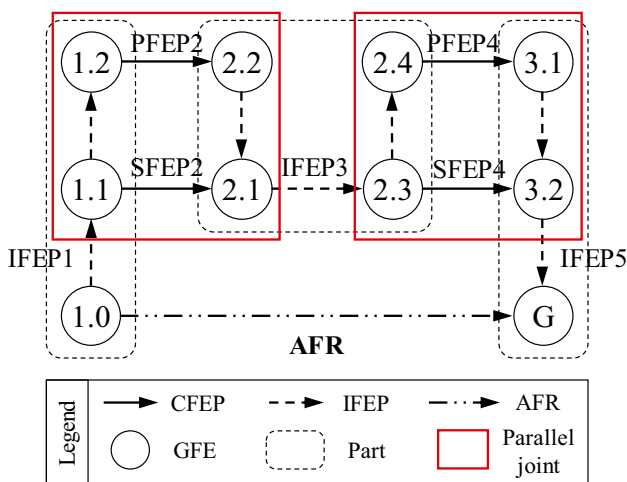 PFEP2
PFEP4
1.2
2.2
2.4
3.1
SFEP2
IFEP3
SFEP4
1.1
2.1
2.3
3.2
IFEP1
IFEP5
1.0
G
AFR
Legend
CFEP
IFEP
AFR
GFE
Part
Parallel
joint